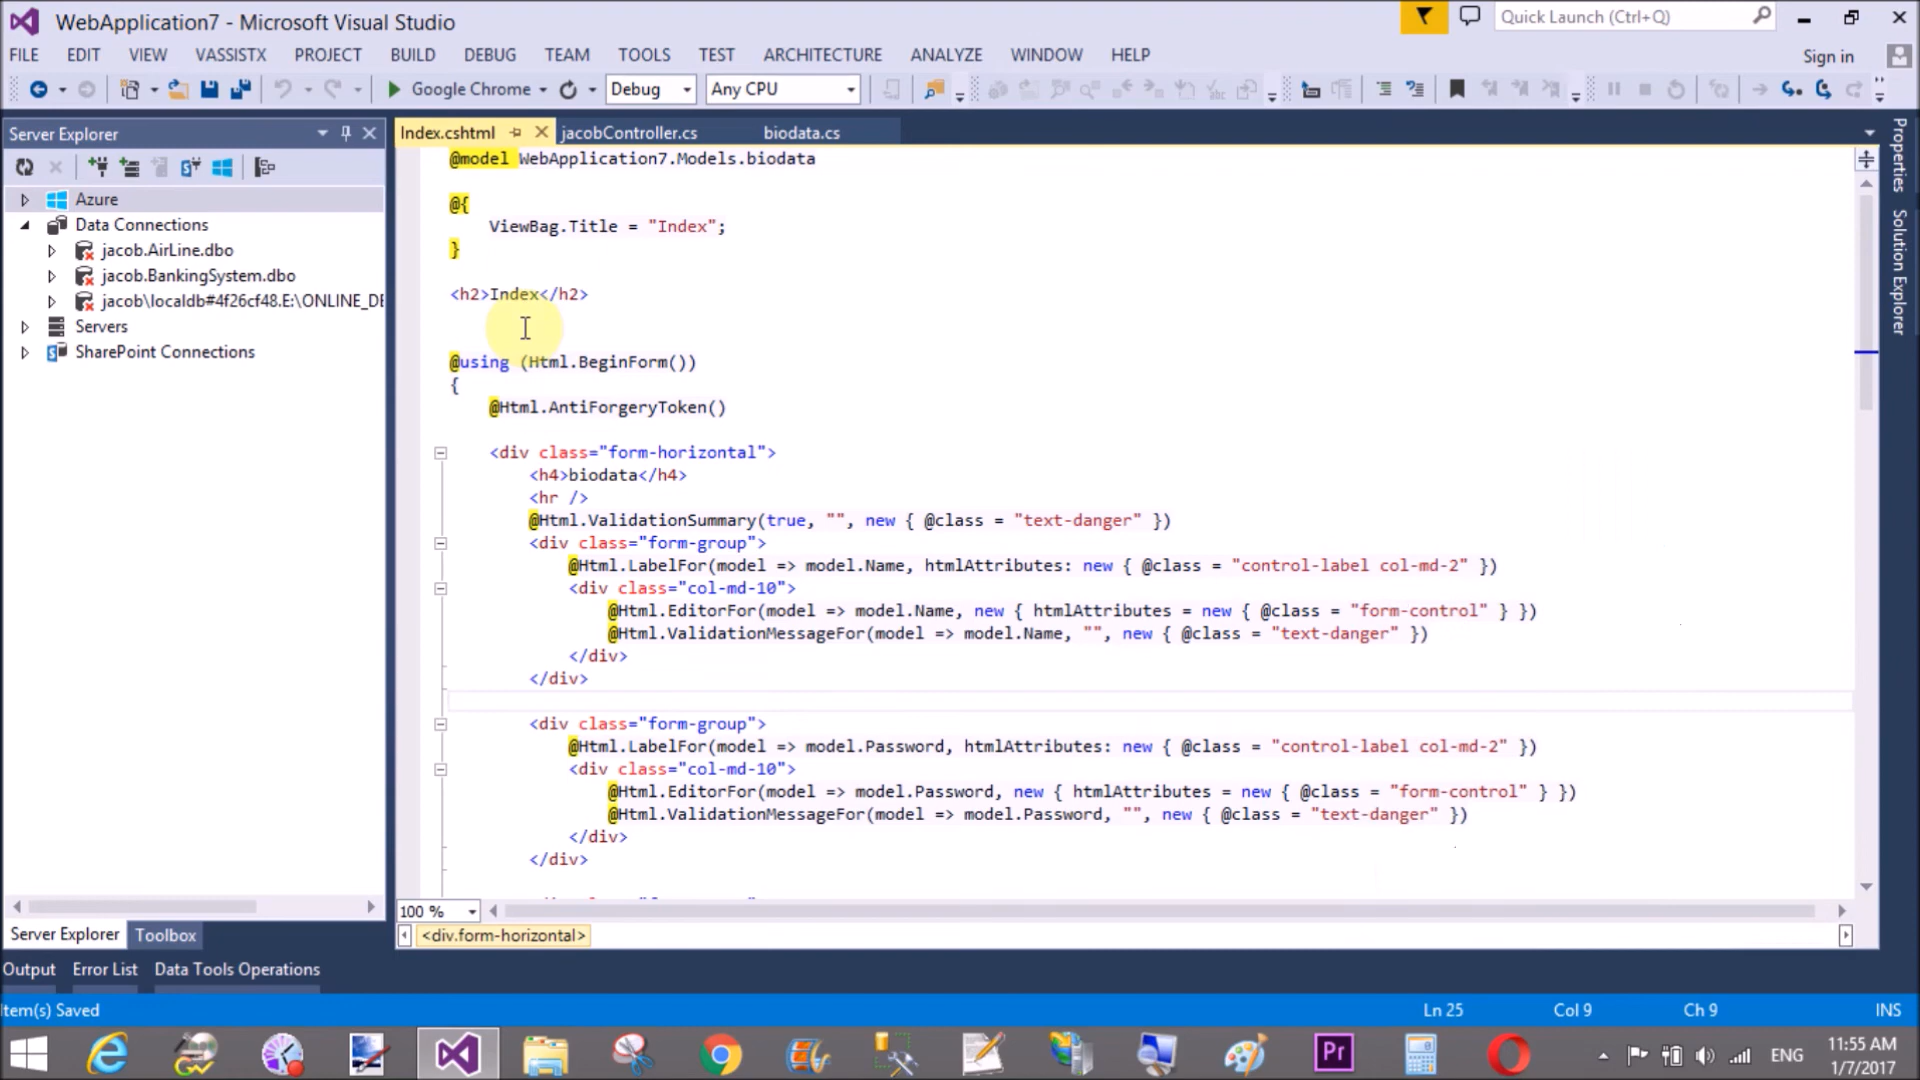 WebApplication7 - Microsoft Visual Studio
Quick Launch (Ctrl+Q)
FILE EDIT VIEW VASSISTX PROJECT BUILD DEBUG TEAM TOOLS TEST ARCHITECTURE ANALYZE WINDOW HELP
Sign in
Google Chrome Debug Any CPU
Server Explorer
Index.cshtml jacobController.cs biodata.cs
Azure
Data Connections
jacob.AirLine.dbo
jacob.BankingSystem.dbo
jacob\localdb#4f26cf48.E:\ONLINE_DE
Servers
SharePoint Connections
@model WebApplication7.Models.biodata
@{
ViewBag.Title = "Index";
}
<h2>Index</h2>
@using (Html.BeginForm())
{
@Html.AntiForgeryToken()
<div class="form-horizontal">
<h4>biodata</h4>
<hr />
@Html.ValidationSummary(true, "", new { @class = "text-danger" })
<div class="form-group">
@Html.LabelFor(model => model.Name, htmlAttributes: new { @class = "control-label col-md-2" })
<div class="col-md-10">
@Html.EditorFor(model => model.Name, new { htmlAttributes = new { @class = "form-control" } })
@Html.ValidationMessageFor(model => model.Name, "", new { @class = "text-danger" })
</div>
</div>
<div class="form-group">
@Html.LabelFor(model => model.Password, htmlAttributes: new { @class = "control-label col-md-2" })
<div class="col-md-10">
@Html.EditorFor(model => model.Password, new { htmlAttributes = new { @class = "form-control" } })
@Html.ValidationMessageFor(model => model.Password, "", new { @class = "text-danger" })
</div>
</div>
Properties
Solution Explorer
100 %
<div.form-horizontal>
Server Explorer Toolbox
Output Error List Data Tools Operations
Item(s) Saved
Ln 25 Col 9 Ch 9 INS
Pr
ENG
11:55 AM
1/7/2017